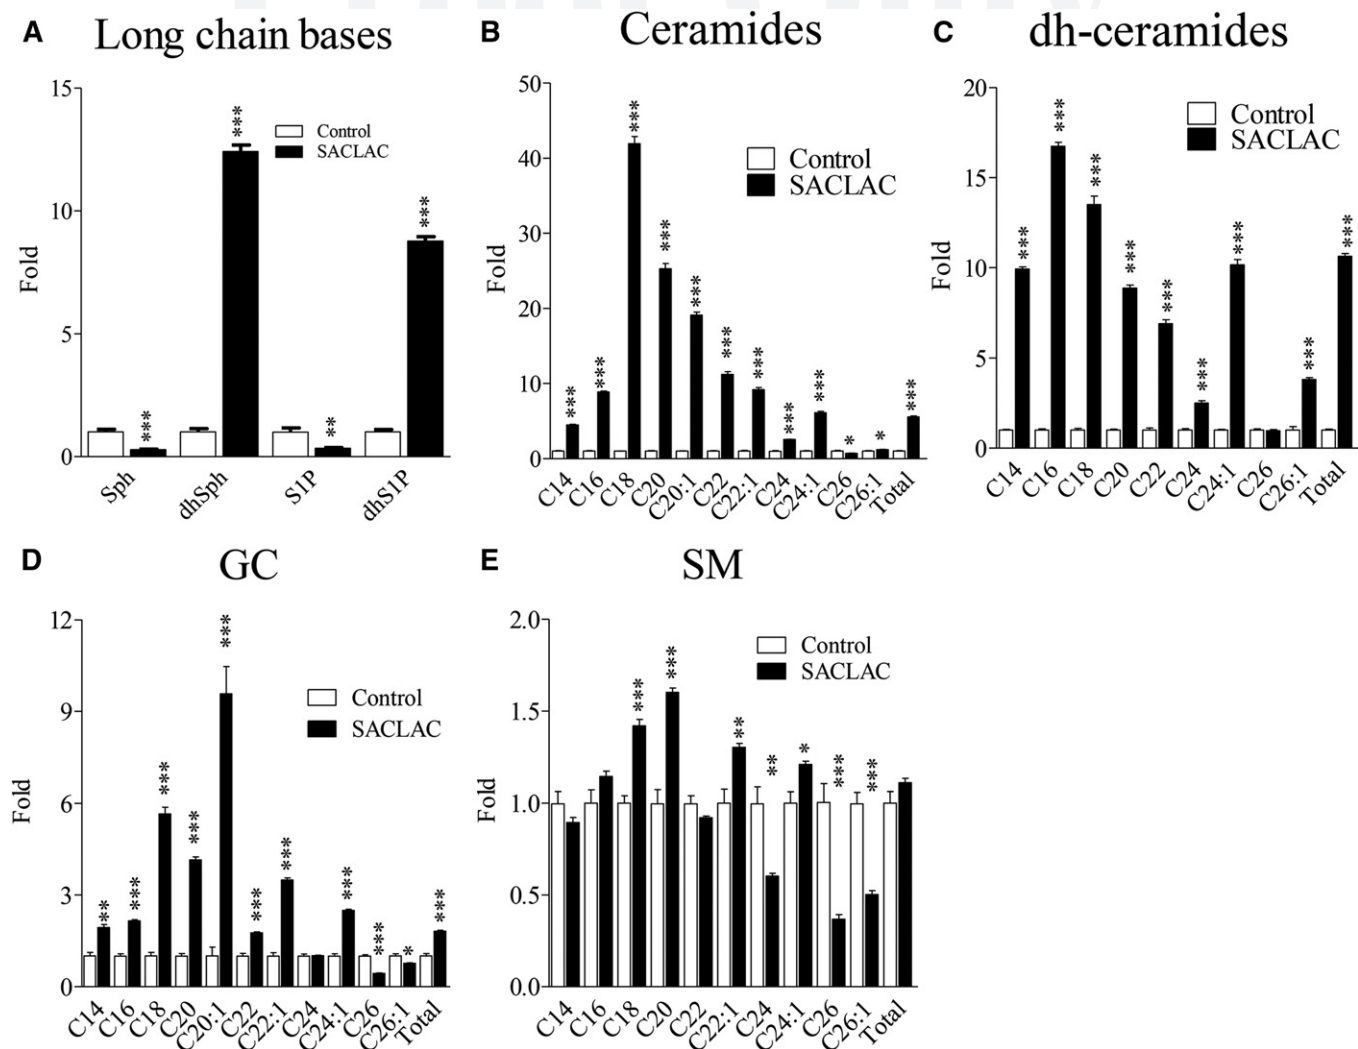 A Long chain bases
15
10
5
0
Fold
Control
SACLAC
***
***
**
***
Sph dhSph S1P dhS1P
B Ceramides
50
40
30
20
10
0
Fold
Control
SACLAC
***
***
***
***
***
***
***
***
***
*
*
***
C14 C16 C18 C20 C20:1 C22 C22:1 C24 C24:1 C26 C26:1 Total
C dh-ceramides
20
15
10
5
0
Fold
Control
SACLAC
***
***
***
***
***
***
***
***
***
C14 C16 C18 C20 C22 C24 C24:1 C26 C26:1 Total
D GC
12
9
6
3
0
Fold
Control
SACLAC
**
***
***
***
***
***
***
***
***
*
***
C14 C16 C18 C20 C20:1 C22 C22:1 C24 C24:1 C26 C26:1 Total
E SM
2.0
1.5
1.0
0.5
0.0
Fold
Control
SACLAC
***
***
**
**
*
***
***
C14 C16 C18 C20 C22 C22:1 C24 C24:1 C26 C26:1 Total